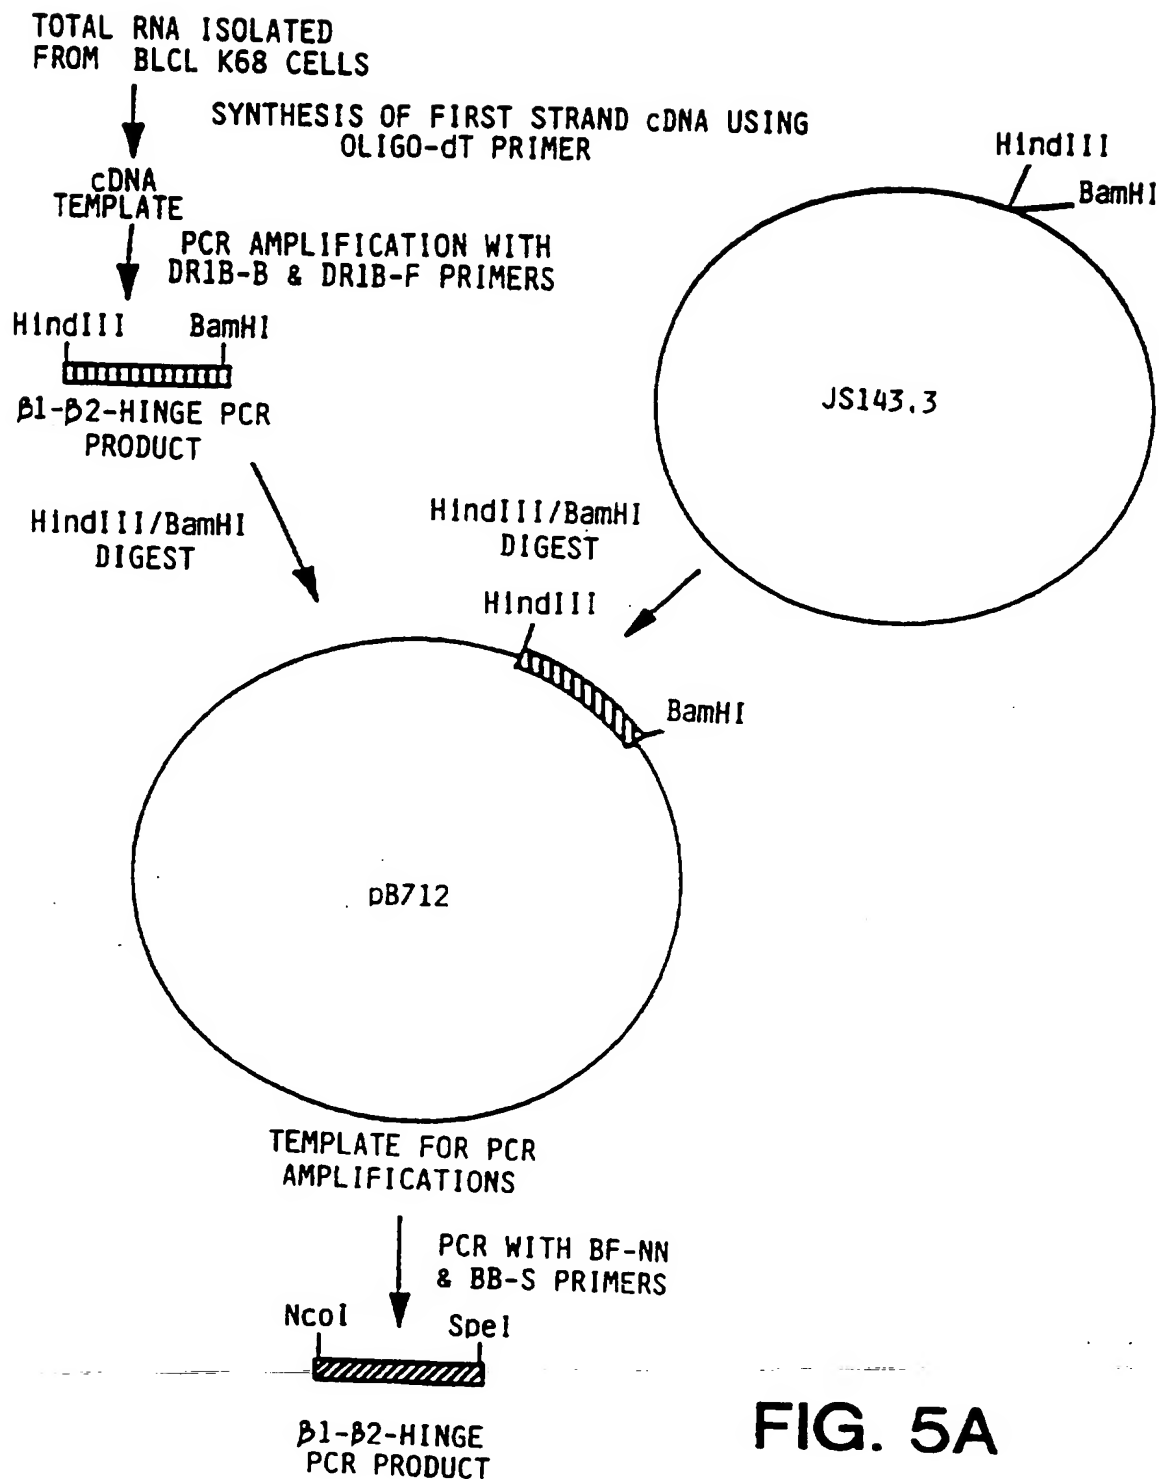 TOTAL RNA ISOLATED
FROM BLCL K68 CELLS
SYNTHESIS OF FIRST STRAND cDNA USING
OLIGO-dT PRIMER
cDNA
TEMPLATE
PCR AMPLIFICATION WITH
DR1B-B & DR1B-F PRIMERS
HindIII BamHI
β1-β2-HINGE PCR
PRODUCT
HindIII/BamHI
DIGEST
HindIII
BamHI
JS143.3
HindIII/BamHI
DIGEST
HindIII
BamHI
pB712
TEMPLATE FOR PCR
AMPLIFICATIONS
PCR WITH BF-NN
& BB-S PRIMERS
NcoI SpeI
β1-β2-HINGE
PCR PRODUCT
FIG. 5A